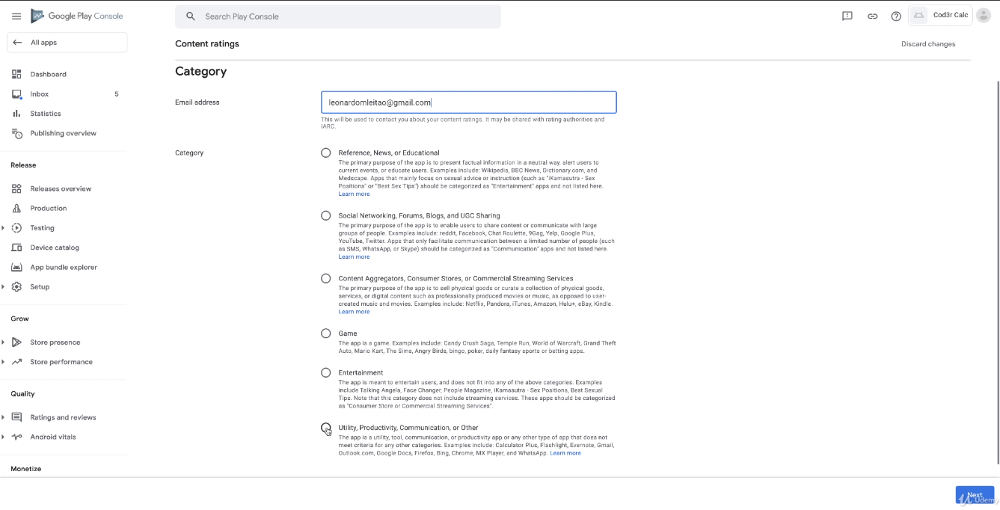 Google Play Console
Search Play Console
Cod3r Calc
All apps
Content ratings
Discard changes
Dashboard
Inbox 5
Statistics
Publishing overview
Release
Releases overview
Production
Testing
Device catalog
App bundle explorer
Setup
Grow
Store presence
Store performance
Quality
Ratings and reviews
Android vitals
Monetize
Category
Email address
leonardomleitao@gmail.com
This will be used to contact you about your content ratings. It may be shared with rating authorities and
IARC.
Category
Reference, News, or Educational
The primary purpose of the app is to present factual information in a neutral way, alert users to
current events, or educate users. Examples include: Wikipedia, BBC News, Dictionary.com, and
Medscape. Apps that mainly focus on sexual advice or instruction (such as "iKamasutra - Sex
Positions" or "Best Sex Tips") should be categorized as "Entertainment" apps and not listed here.
Learn more
Social Networking, Forums, Blogs, and UGC Sharing
The primary purpose of the app is to enable users to share content or communicate with large
groups of people. Examples include: reddit, Facebook, Chat Roulette, 9Gag, Yelp, Google Plus,
YouTube, Twitter. Apps that only facilitate communication between a limited number of people (such
as SMS, WhatsApp, or Skype) should be categorized as "Communication" apps and not listed here.
Learn more
Content Aggregators, Consumer Stores, or Commercial Streaming Services
The primary purpose of the app is to sell physical goods or curate a collection of physical goods,
services, or digital content such as professionally produced movies or music, as opposed to user-
created music and movies. Examples include: Netflix, Pandora, iTunes, Amazon, Hulu+, eBay, Kindle.
Learn more
Game
The app is a game. Examples include: Candy Crush Saga, Temple Run, World of Warcraft, Grand Theft
Auto, Mario Kart, The Sims, Angry Birds, bingo, poker, daily fantasy sports or betting apps.
Entertainment
The app is meant to entertain users, and does not fit into any of the above categories. Examples
include Talking Angela, Face Changer, People Magazine, iKamasutra - Sex Positions, Best Sexual
Tips. Note that this category does not include streaming services. These apps should be categorized
as "Consumer Store or Commercial Streaming Services".
Utility, Productivity, Communication, or Other
The app is a utility, tool, communication, or productivity app or any other type of app that does not
meet criteria for any other categories. Examples include: Calculator Plus, Flashlight, Evernote, Gmail,
Outlook.com, Google Docs, Firefox, Bing, Chrome, MX Player, and WhatsApp. Learn more
Next
Udemy